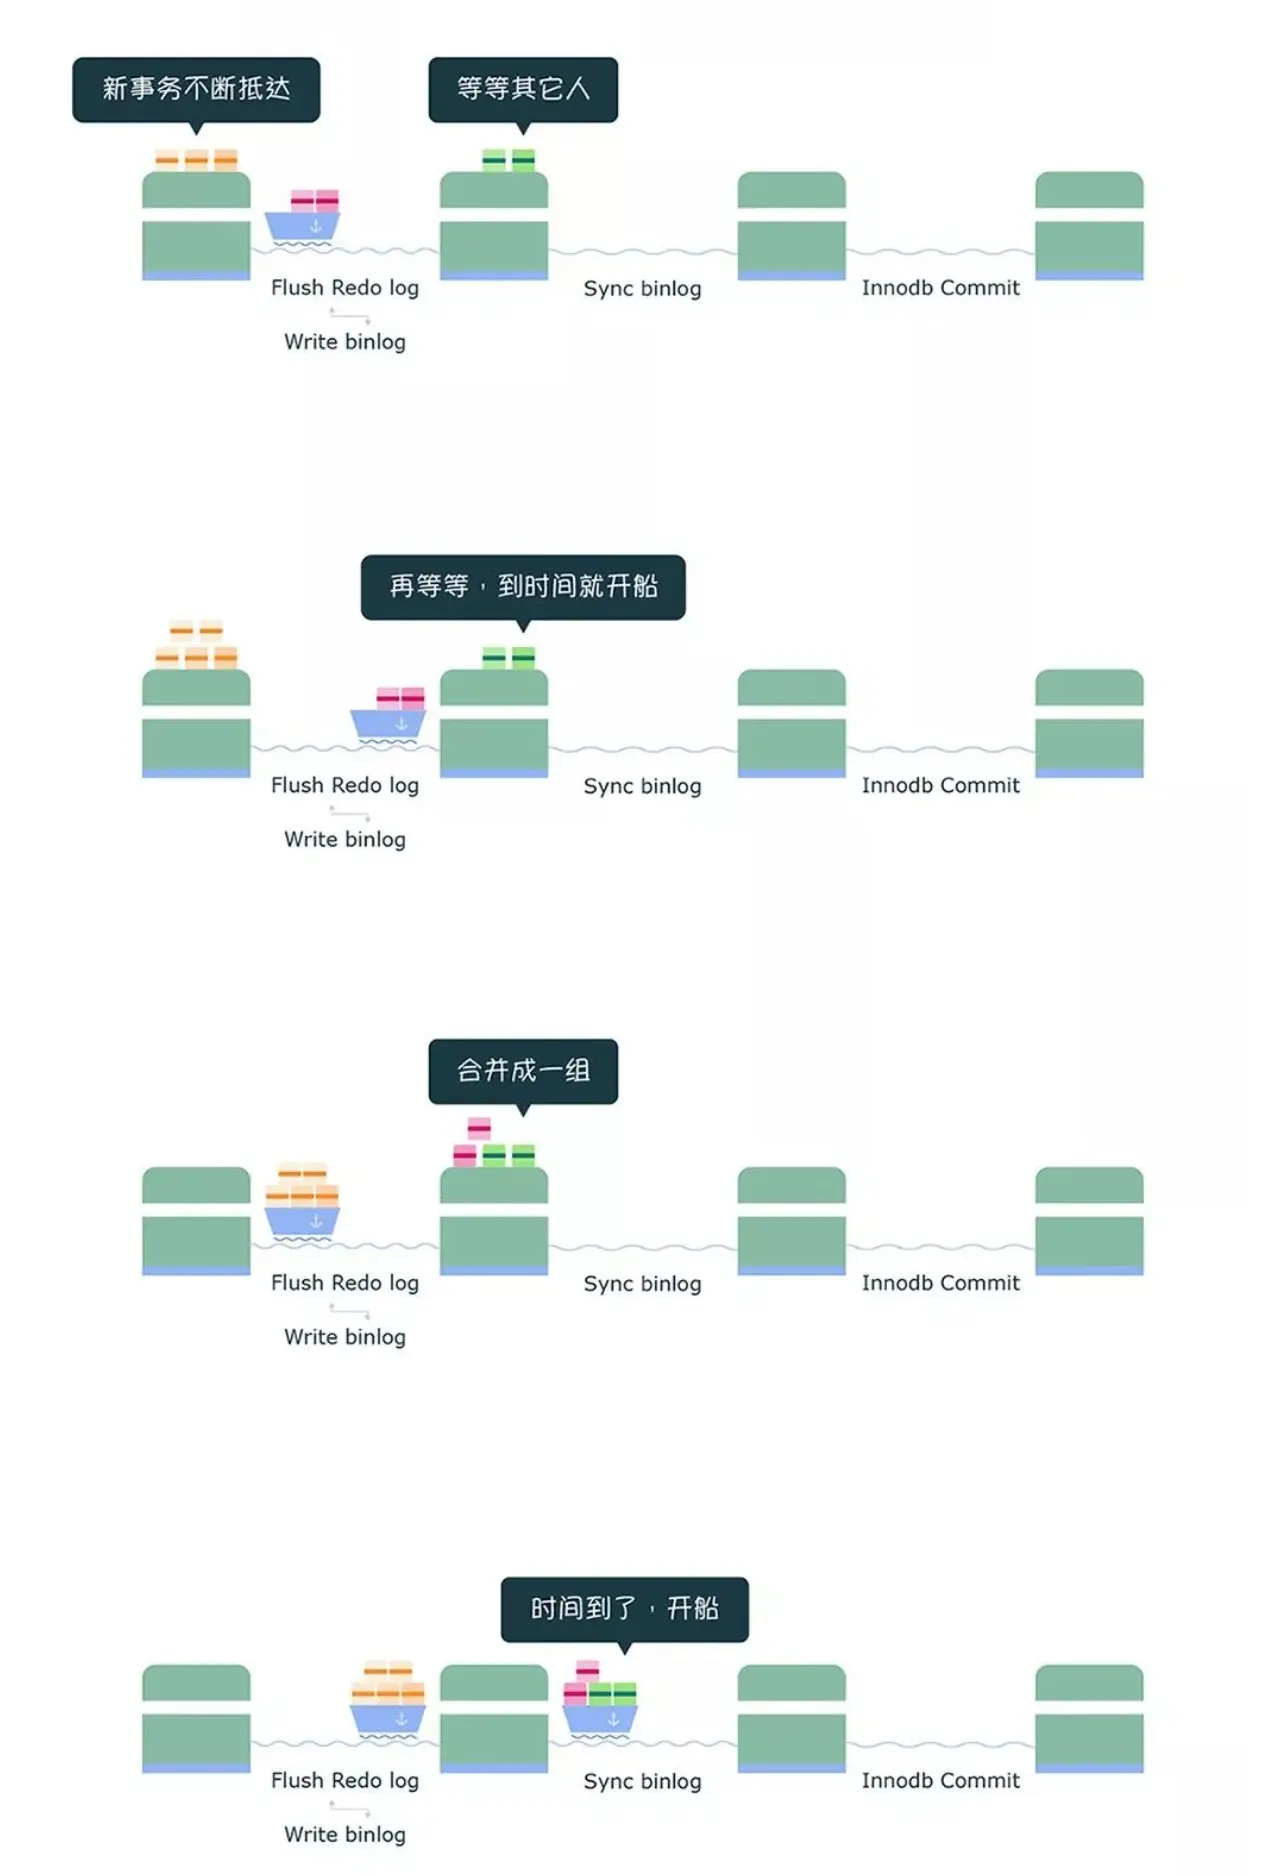 新事务不断抵达
等等其它人
Flush Redo log
Sync binlog
Innodb Commit
Write binlog
再等等，到时间就开船
Flush Redo log
Sync binlog
Innodb Commit
Write binlog
合并成一组
Flush Redo log
Sync binlog
Innodb Commit
Write binlog
时间到了，开船
Flush Redo log
Sync binlog
Innodb Commit
Write binlog